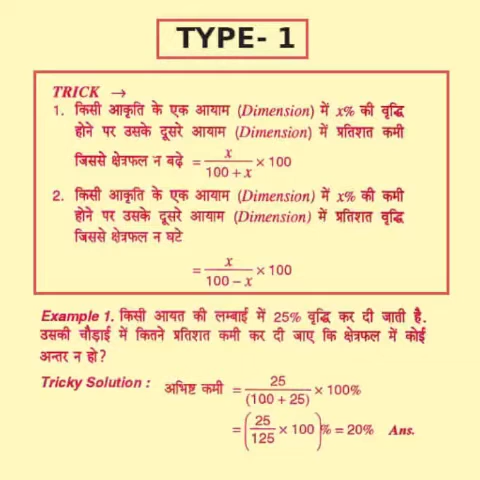 TYPE- 1
TRICK →
1. किसी आकृति के एक आयाम (Dimension) में x% की वृद्धि
होने पर उसके दूसरे आयाम (Dimension) में प्रतिशत कमी
जिससे क्षेत्रफल न बढ़े = x / (100 + x) × 100
2. किसी आकृति के एक आयाम (Dimension) में x% की कमी
होने पर उसके दूसरे आयाम (Dimension) में प्रतिशत वृद्धि
जिससे क्षेत्रफल न घटे
= x / (100 – x) × 100
Example 1. किसी आयत की लम्बाई में 25% वृद्धि कर दी जाती है.
उसकी चौड़ाई में कितने प्रतिशत कमी कर दी जाए कि क्षेत्रफल में कोई
अन्तर न हो?
Tricky Solution : अभिष्ट कमी = 25 / (100 + 25) × 100%
= (25 / 125 × 100)% = 20% Ans.